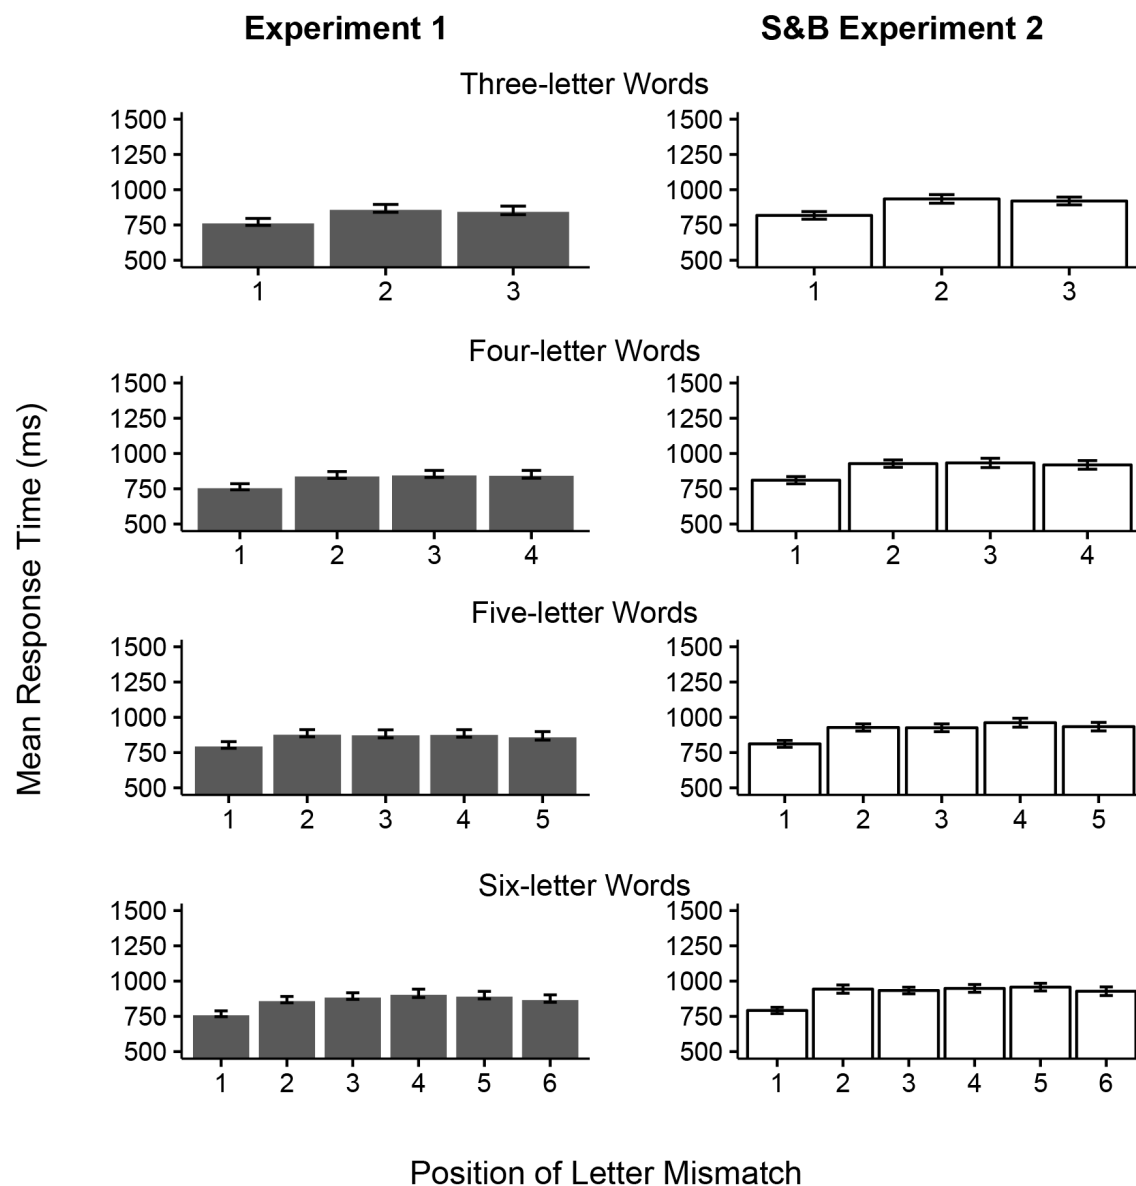 Experiment 1 S&B Experiment 2
Three-letter Words
1500 1500
1250 1250
1000 1000
750 750
500 500
1 2 3 1 2 3
Four-letter Words
1500 1500
1250 1250
1000 1000
750 750
500 500
1 2 3 4 1 2 3 4
Mean Response Time (ms)
Five-letter Words
1500 1500
1250 1250
1000 1000
750 750
500 500
1 2 3 4 5 1 2 3 4 5
Six-letter Words
1500 1500
1250 1250
1000 1000
750 750
500 500
1 2 3 4 5 6 1 2 3 4 5 6
Position of Letter Mismatch